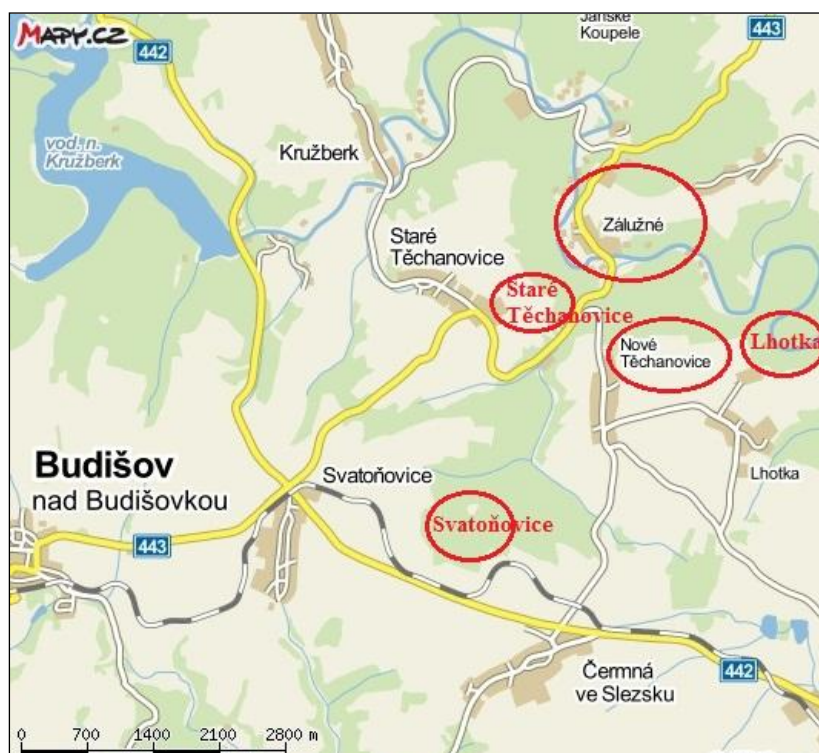 MAPY.CZ
442
Jánské
Koupele
443
vod. n.
Kružberk
Kružberk
Zálužné
Staré
Těchanovice
Staré
Těchanovice
Nové
Těchanovice
Lhotka
Budišov
nad Budišovkou
Svatoňovice
Lhotka
Svatoňovice
443
Čermná
ve Slezsku
442
0 700 1400 2100 2800 m